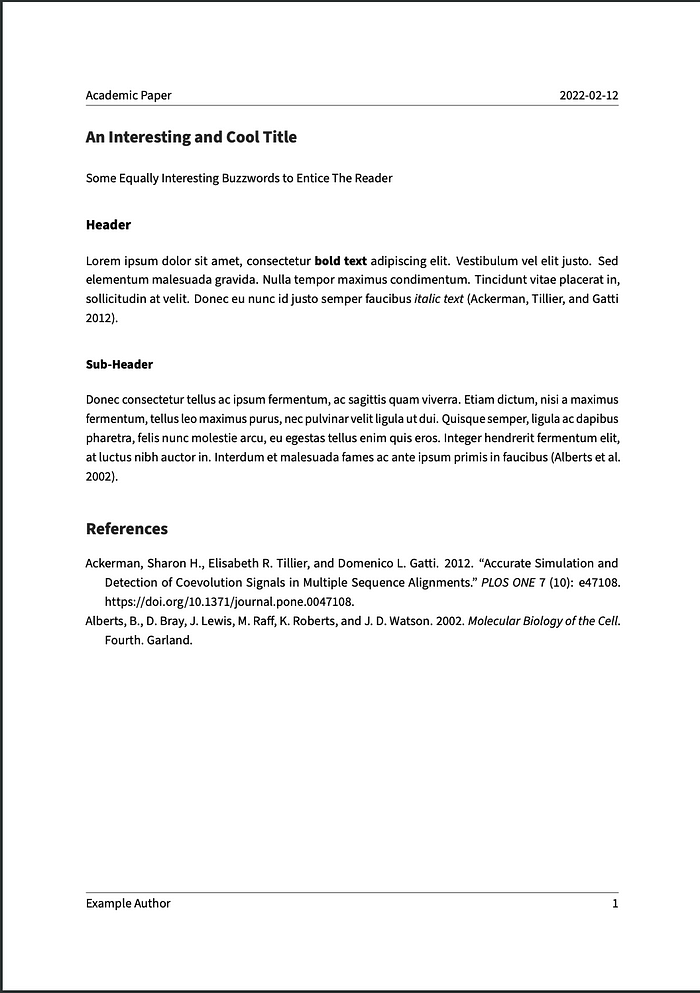 Academic Paper 2022-02-12
An Interesting and Cool Title
Some Equally Interesting Buzzwords to Entice The Reader
Header
Lorem ipsum dolor sit amet, consectetur bold text adipiscing elit. Vestibulum vel elit justo. Sed
elementum malesuada gravida. Nulla tempor maximus condimentum. Tincidunt vitae placerat in,
sollicitudin at velit. Donec eu nunc id justo semper faucibus italic text (Ackerman, Tillier, and Gatti
2012).
Sub-Header
Donec consectetur tellus ac ipsum fermentum, ac sagittis quam viverra. Etiam dictum, nisi a maximus
fermentum, tellus leo maximus purus, nec pulvinar velit ligula ut dui. Quisque semper, ligula ac dapibus
pharetra, felis nunc molestie arcu, eu egestas tellus enim quis eros. Integer hendrerit fermentum elit,
at luctus nibh auctor in. Interdum et malesuada fames ac ante ipsum primis in faucibus (Alberts et al.
2002).
References
Ackerman, Sharon H., Elisabeth R. Tillier, and Domenico L. Gatti. 2012. “Accurate Simulation and
Detection of Coevolution Signals in Multiple Sequence Alignments.” PLOS ONE 7 (10): e47108.
https://doi.org/10.1371/journal.pone.0047108.
Alberts, B., D. Bray, J. Lewis, M. Raff, K. Roberts, and J. D. Watson. 2002. Molecular Biology of the Cell.
Fourth. Garland.
Example Author 1